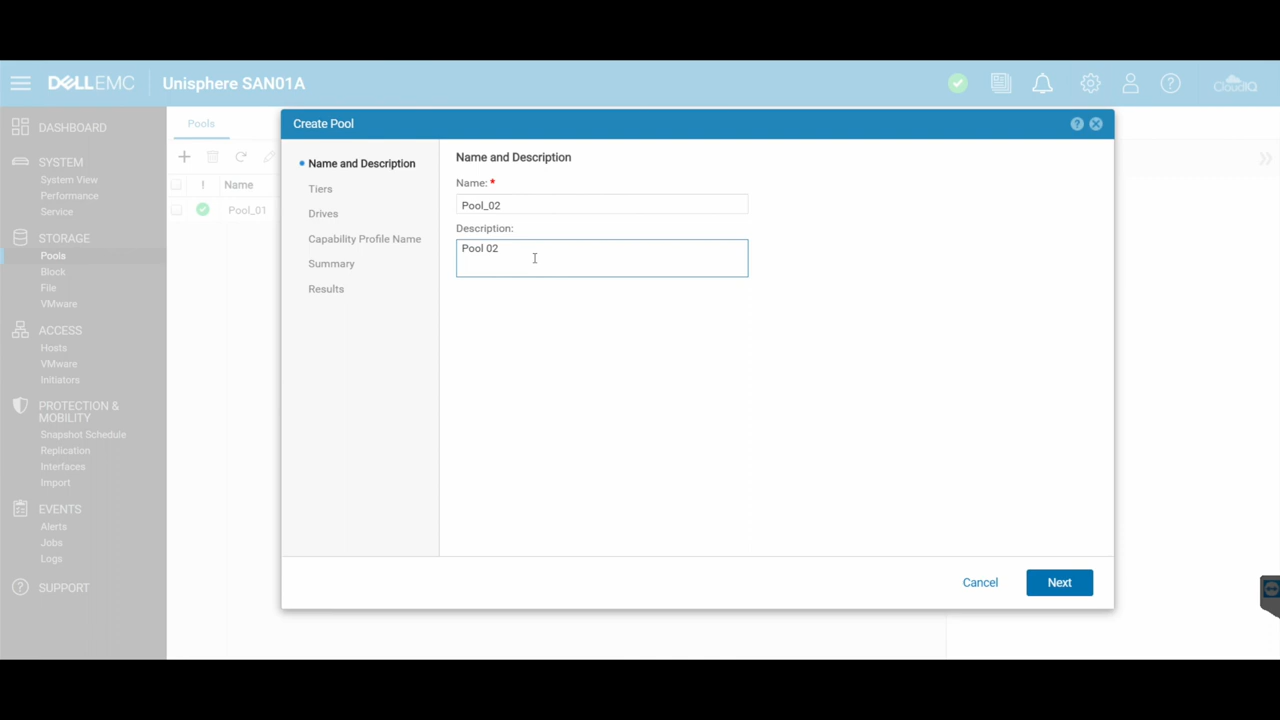 DELLEMC
Unisphere SAN01A
CloudIQ
DASHBOARD
SYSTEM
System View
Performance
Service
STORAGE
Pools
Block
File
VMware
ACCESS
Hosts
VMware
Initiators
PROTECTION &
MOBILITY
Snapshot Schedule
Replication
Interfaces
Import
EVENTS
Alerts
Jobs
Logs
SUPPORT
Pools
! Name
Pool_01
Create Pool
Name and Description
Tiers
Drives
Capability Profile Name
Summary
Results
Name and Description
Name: *
Pool_02
Description:
Pool 02
Cancel
Next